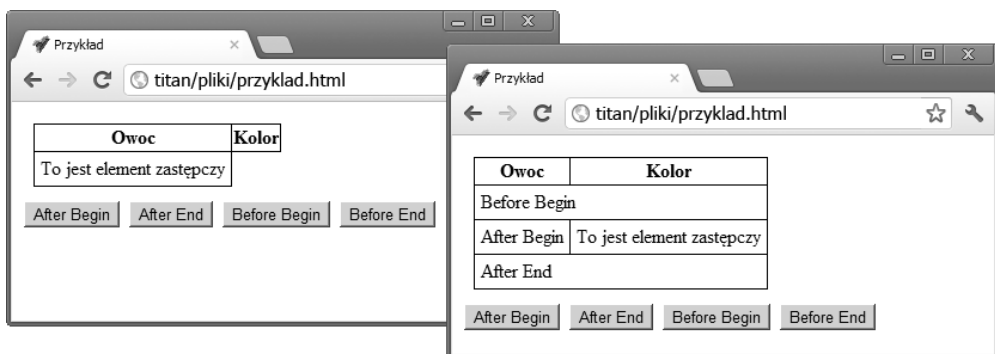 Przykład
titan/pliki/przyklad.html
Owoc Kolor
To jest element zastępczy
After Begin After End Before Begin Before End
Przykład
titan/pliki/przyklad.html
Owoc Kolor
Before Begin
After Begin To jest element zastępczy
After End
After Begin After End Before Begin Before End